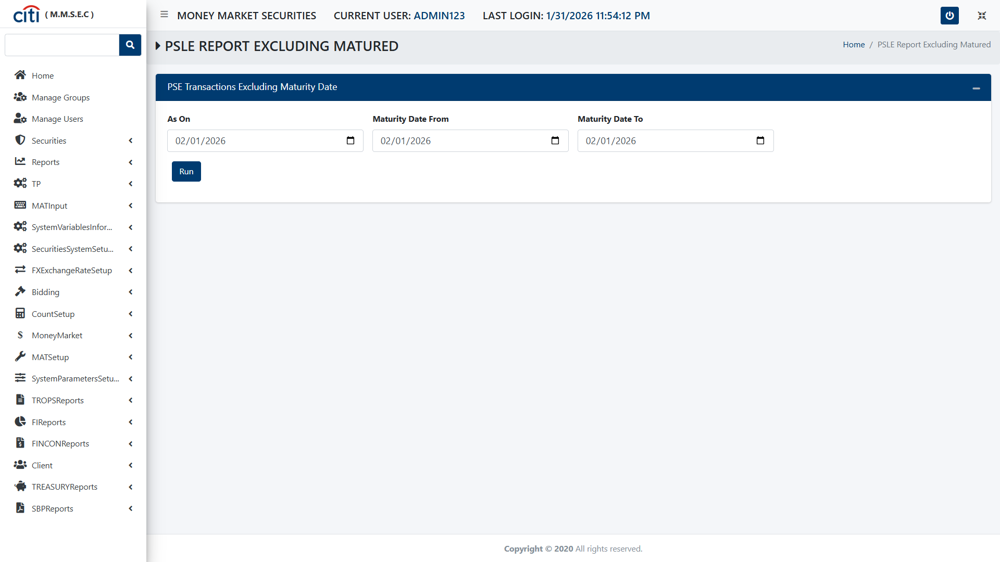 citi ( M.M.S.E.C )
MONEY MARKET SECURITIES CURRENT USER: ADMIN123 LAST LOGIN: 1/31/2026 11:54:12 PM
PSLE REPORT EXCLUDING MATURED
Home / PSLE Report Excluding Matured
Home
Manage Groups
Manage Users
Securities
Reports
TP
MATInput
SystemVariablesInfor...
SecuritiesSystemSetu...
FXExchangeRateSetup
Bidding
CountSetup
MoneyMarket
MATSetup
SystemParametersSetu...
TROPSReports
FIReports
FINCONReports
Client
TREASURYReports
SBPReports
PSE Transactions Excluding Maturity Date
As On Maturity Date From Maturity Date To
02/01/2026 02/01/2026 02/01/2026
Run
Copyright © 2020 All rights reserved.